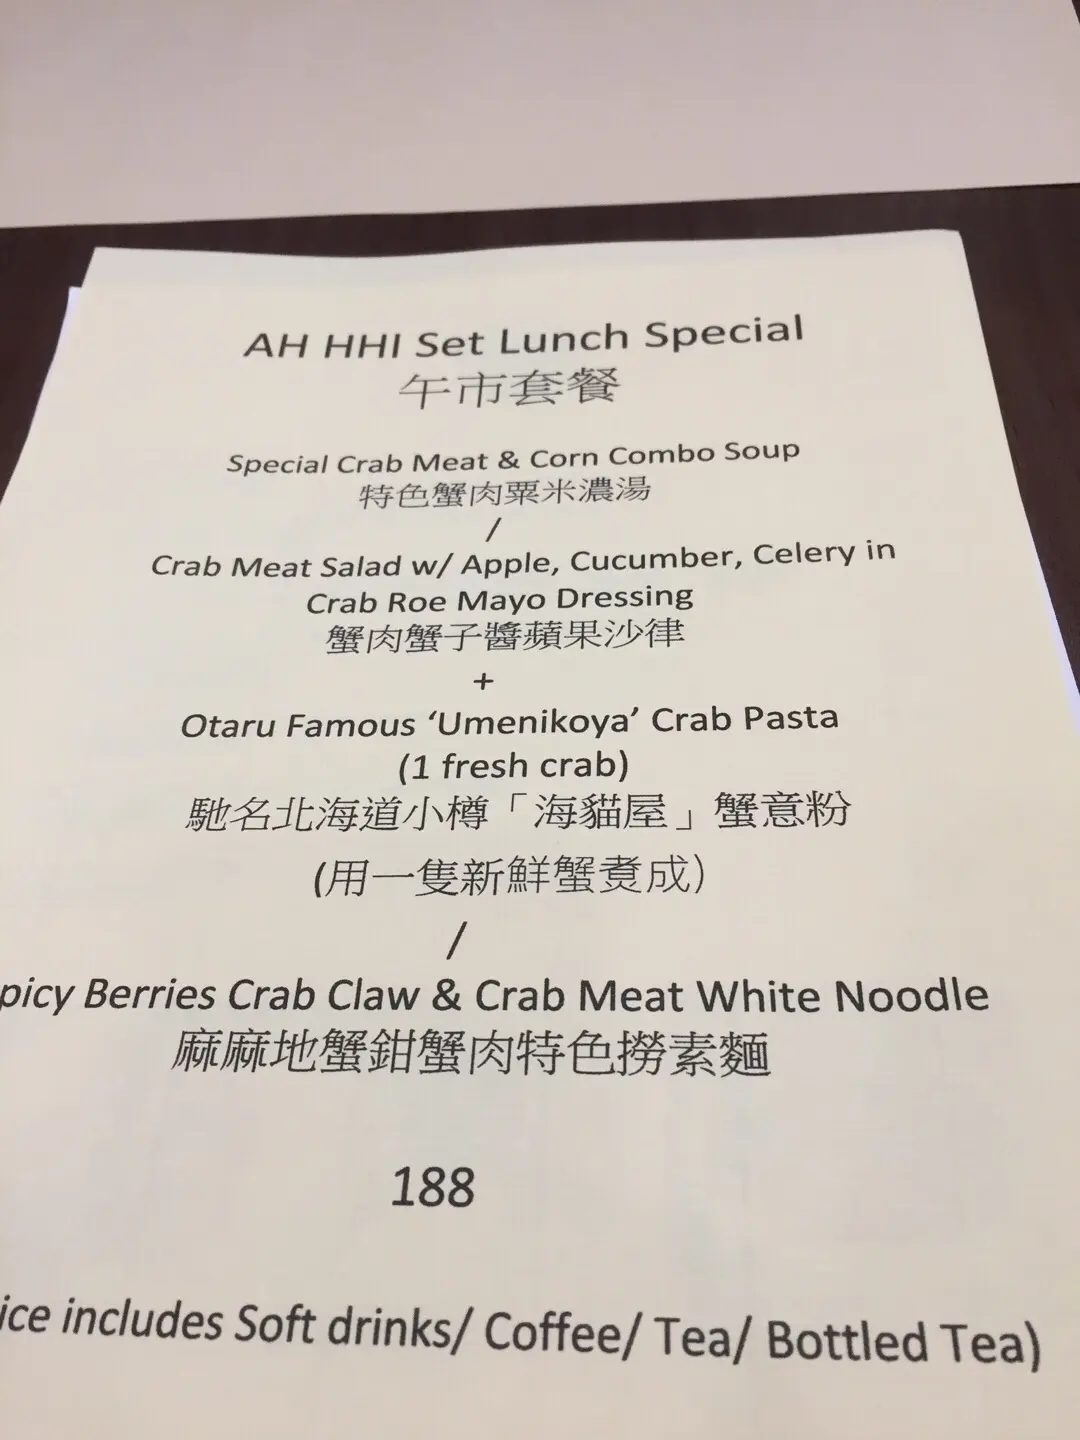 AH HHI Set Lunch Special
午市套餐
Special Crab Meat & Corn Combo Soup
特色蟹肉粟米濃湯
/
Crab Meat Salad w/ Apple, Cucumber, Celery in
Crab Roe Mayo Dressing
蟹肉蟹子醬蘋果沙律
+
Otaru Famous ‘Umenikoya’ Crab Pasta
(1 fresh crab)
馳名北海道小樽「海貓屋」蟹意粉
(用一隻新鮮蟹煑成)
/
picy Berries Crab Claw & Crab Meat White Noodle
麻麻地蟹鉗蟹肉特色撈素麵
188
ice includes Soft drinks/ Coffee/ Tea/ Bottled Tea)